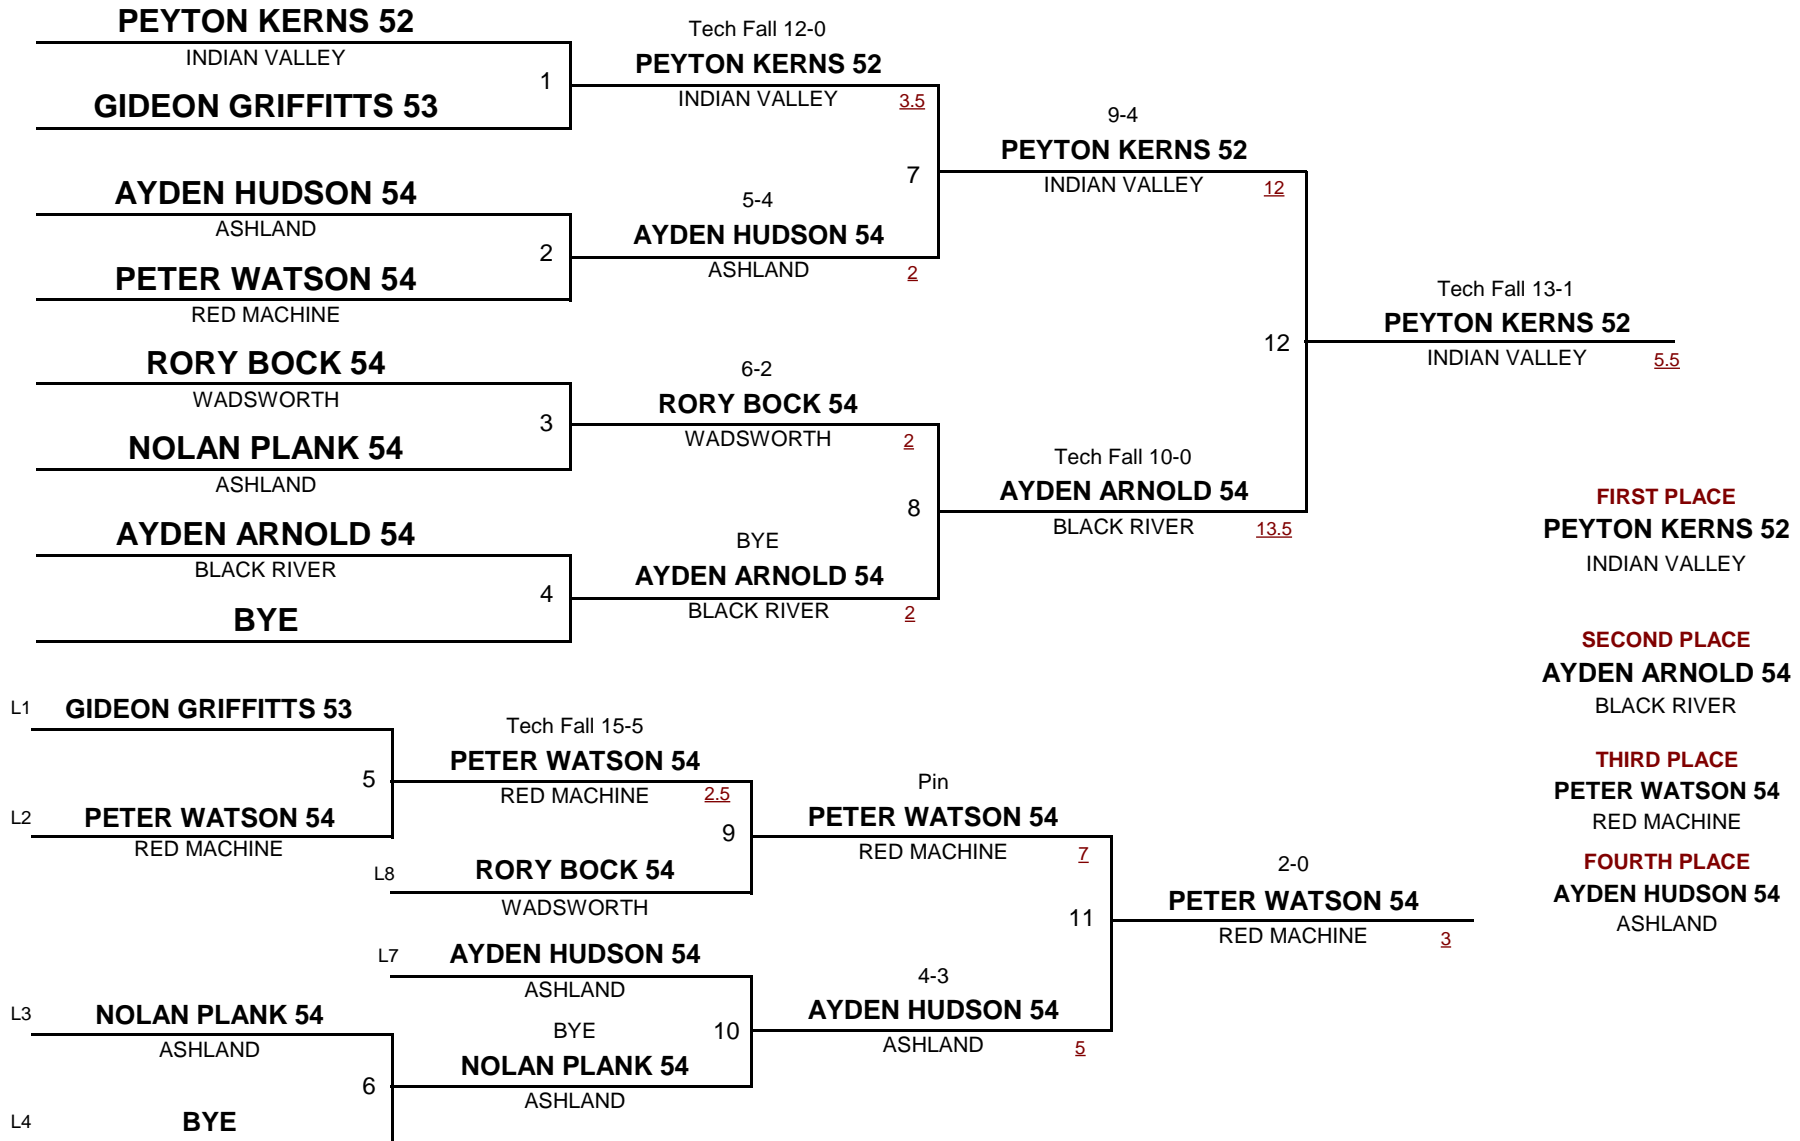 PEYTON KERNS 52
INDIAN VALLEY
1
GIDEON GRIFFITTS 53
AYDEN HUDSON 54
ASHLAND
2
PETER WATSON 54
RED MACHINE
RORY BOCK 54
WADSWORTH
3
NOLAN PLANK 54
ASHLAND
AYDEN ARNOLD 54
BLACK RIVER
4
BYE
Tech Fall 12-0
PEYTON KERNS 52
INDIAN VALLEY 3.5
7
5-4
AYDEN HUDSON 54
ASHLAND 2
6-2
RORY BOCK 54
WADSWORTH 2
8
BYE
AYDEN ARNOLD 54
BLACK RIVER 2
9-4
PEYTON KERNS 52
INDIAN VALLEY 12
12
Tech Fall 10-0
AYDEN ARNOLD 54
BLACK RIVER 13.5
Tech Fall 13-1
PEYTON KERNS 52
INDIAN VALLEY 5.5
FIRST PLACE
PEYTON KERNS 52
INDIAN VALLEY
SECOND PLACE
AYDEN ARNOLD 54
BLACK RIVER
THIRD PLACE
PETER WATSON 54
RED MACHINE
FOURTH PLACE
AYDEN HUDSON 54
ASHLAND
L1 GIDEON GRIFFITTS 53
5
L2 PETER WATSON 54
RED MACHINE
L3 NOLAN PLANK 54
ASHLAND
6
L4 BYE
Tech Fall 15-5
PETER WATSON 54
RED MACHINE 2.5
9
L8 RORY BOCK 54
WADSWORTH
L7 AYDEN HUDSON 54
ASHLAND
BYE 10
NOLAN PLANK 54
ASHLAND
Pin
PETER WATSON 54
RED MACHINE 7
11
4-3
AYDEN HUDSON 54
ASHLAND 5
2-0
PETER WATSON 54
RED MACHINE 3